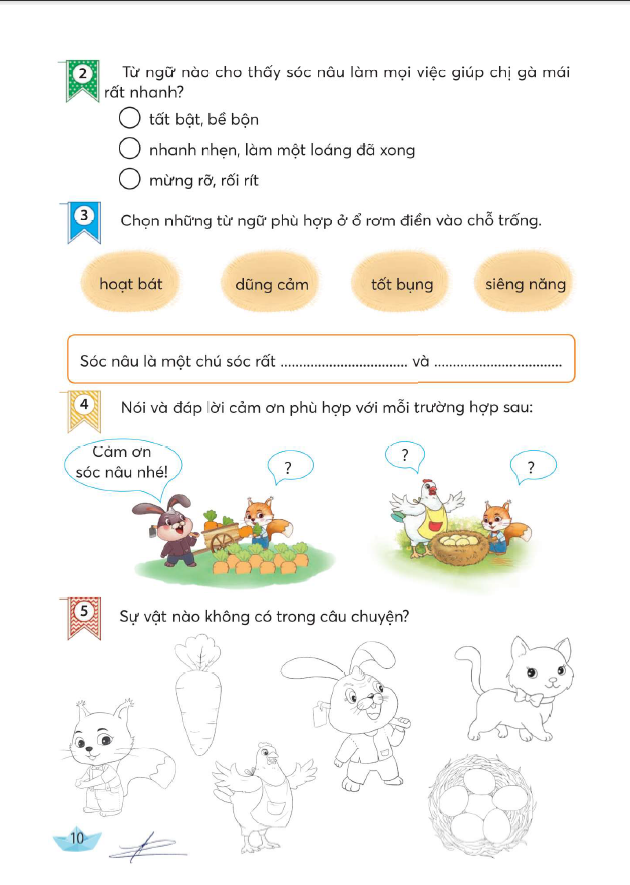 2 Từ ngữ nào cho thấy sóc nâu làm mọi việc giúp chị gà mái
rất nhanh?
tất bật, bề bộn
nhanh nhẹn, làm một loáng đã xong
mừng rỡ, rối rít
3 Chọn những từ ngữ phù hợp ở ổ rơm điền vào chỗ trống.
hoạt bát dũng cảm tốt bụng siêng năng
Sóc nâu là một chú sóc rất .................................. và ..................................
4 Nói và đáp lời cảm ơn phù hợp với mỗi trường hợp sau:
Cảm ơn
sóc nâu nhé!
?
?
?
5 Sự vật nào không có trong câu chuyện?
10